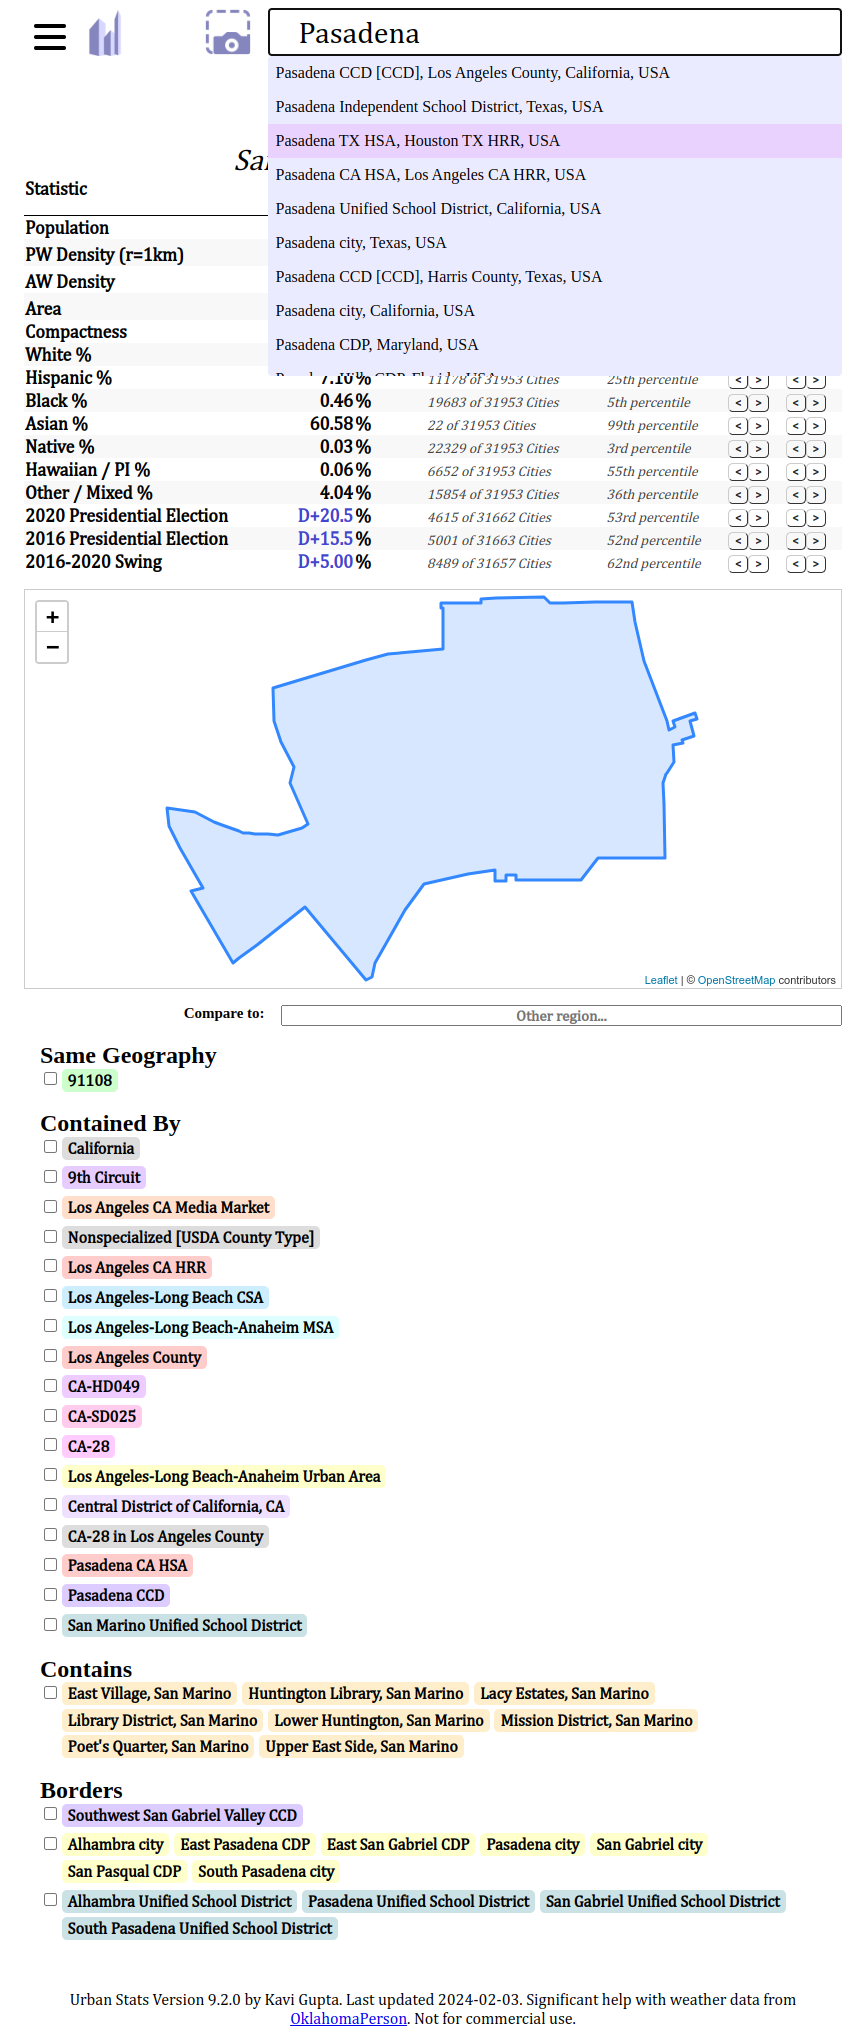 Pasadena
Pasadena CCD [CCD], Los Angeles County, California, USA
Pasadena Independent School District, Texas, USA
Pasadena TX HSA, Houston TX HRR, USA
Pasadena CA HSA, Los Angeles CA HRR, USA
Pasadena Unified School District, California, USA
Pasadena city, Texas, USA
Pasadena CCD [CCD], Harris County, Texas, USA
Pasadena city, California, USA
Pasadena CDP, Maryland, USA
Statistic
Population
PW Density (r=1km)
AW Density
Area
Compactness
White %
Hispanic % 7.10% 11178 of 31953 Cities 25th percentile < > < >
Black % 0.46% 19683 of 31953 Cities 5th percentile < > < >
Asian % 60.58% 22 of 31953 Cities 99th percentile < > < >
Native % 0.03% 22329 of 31953 Cities 3rd percentile < > < >
Hawaiian / PI % 0.06% 6652 of 31953 Cities 55th percentile < > < >
Other / Mixed % 4.04% 15854 of 31953 Cities 36th percentile < > < >
2020 Presidential Election D+20.5% 4615 of 31662 Cities 53rd percentile < > < >
2016 Presidential Election D+15.5% 5001 of 31663 Cities 52nd percentile < > < >
2016-2020 Swing D+5.00% 8489 of 31657 Cities 62nd percentile < > < >
+
−
Leaflet | © OpenStreetMap contributors
Compare to: Other region...
Same Geography
91108
Contained By
California
9th Circuit
Los Angeles CA Media Market
Nonspecialized [USDA County Type]
Los Angeles CA HRR
Los Angeles-Long Beach CSA
Los Angeles-Long Beach-Anaheim MSA
Los Angeles County
CA-HD049
CA-SD025
CA-28
Los Angeles-Long Beach-Anaheim Urban Area
Central District of California, CA
CA-28 in Los Angeles County
Pasadena CA HSA
Pasadena CCD
San Marino Unified School District
Contains
East Village, San Marino Huntington Library, San Marino Lacy Estates, San Marino
Library District, San Marino Lower Huntington, San Marino Mission District, San Marino
Poet's Quarter, San Marino Upper East Side, San Marino
Borders
Southwest San Gabriel Valley CCD
Alhambra city East Pasadena CDP East San Gabriel CDP Pasadena city San Gabriel city
San Pasqual CDP South Pasadena city
Alhambra Unified School District Pasadena Unified School District San Gabriel Unified School District
South Pasadena Unified School District
Urban Stats Version 9.2.0 by Kavi Gupta. Last updated 2024-02-03. Significant help with weather data from
OklahomaPerson. Not for commercial use.